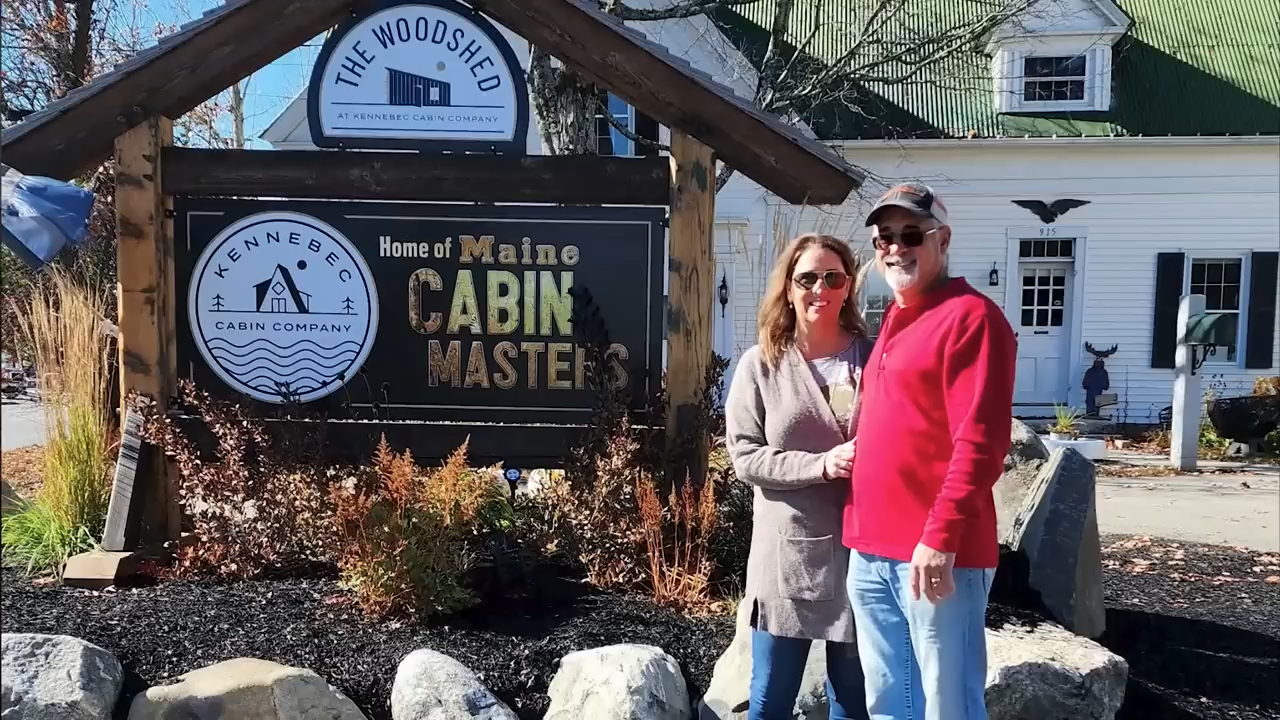 THE WOODSHED
AT KENNEBEC CABIN COMPANY
KENNEBEC
CABIN COMPANY
Home of Maine
CABIN
MASTERS
915